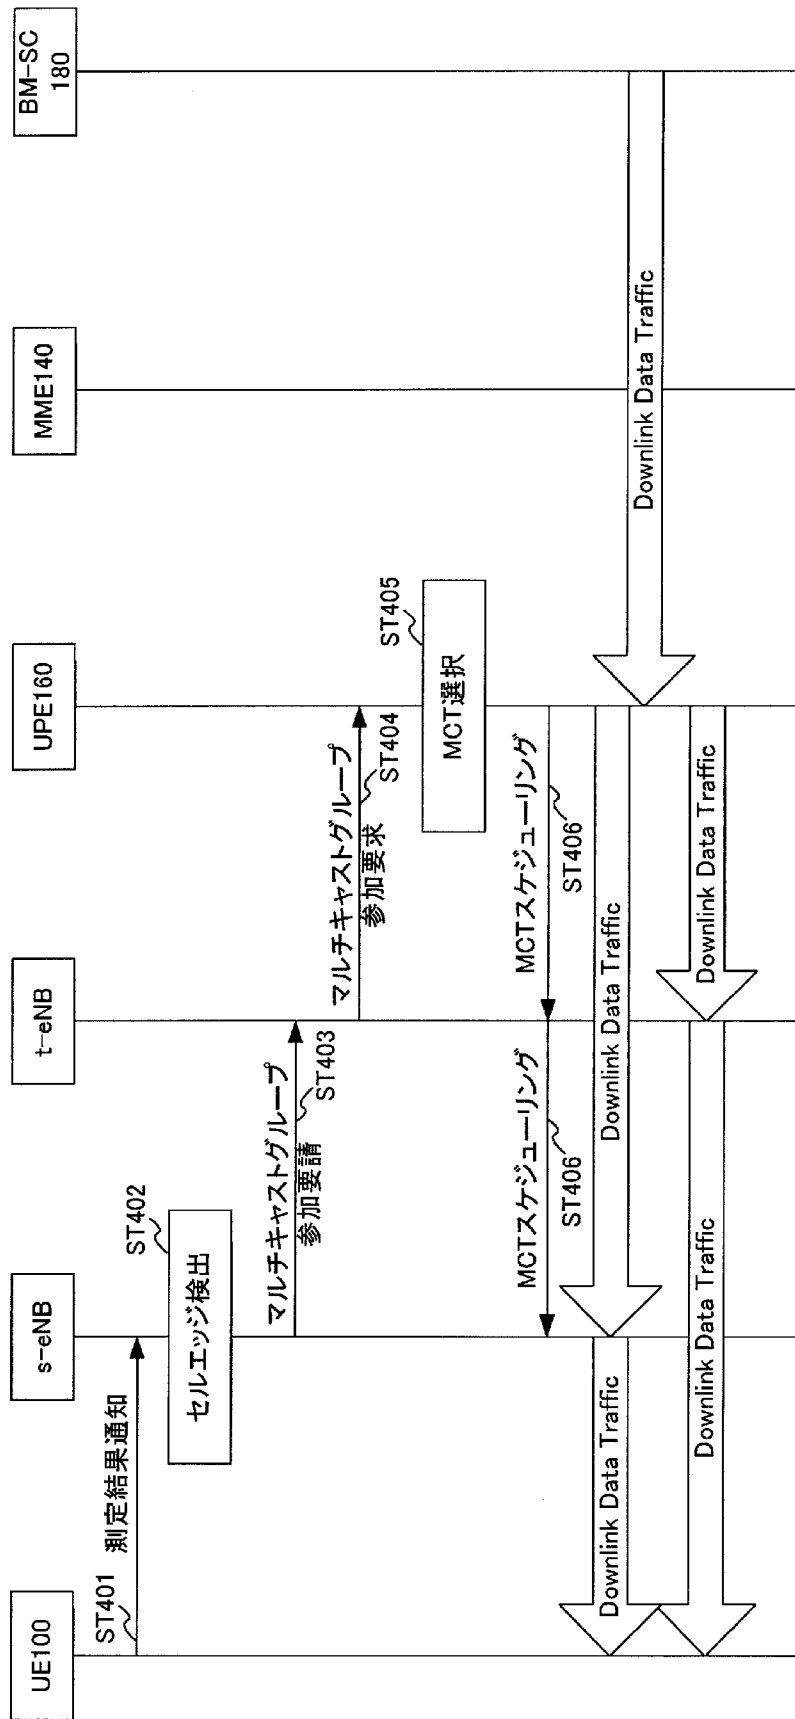 UE100
s-eNB
t-eNB
UPE160
MME140
BM-SC
180
ST401
測定結果通知
ST402
セルエッジ検出
マルチキャストグループ
参加要請
ST403
マルチキャストグループ
参加要求
ST404
ST405
MCT選択
MCTスケジューリング
ST406
MCTスケジューリング
ST406
Downlink Data Traffic
Downlink Data Traffic
Downlink Data Traffic
Downlink Data Traffic
Downlink Data Traffic